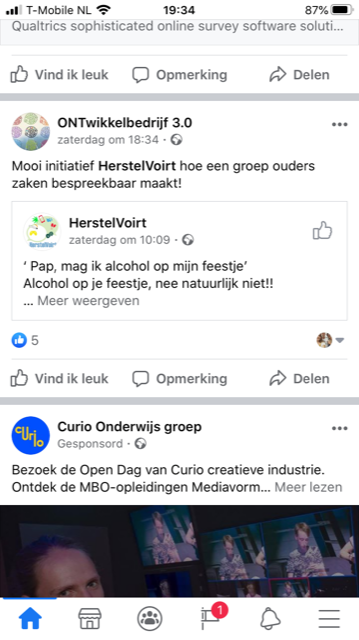 T-Mobile NL 19:34 87%
Qualtrics sophisticated online survey software soluti...
Vind ik leuk Opmerking Delen
ONTwikkelbedrijf 3.0
zaterdag om 18:34 ·
Mooi initiatief HerstelVoirt hoe een groep ouders
zaken bespreekbaar maakt!
HerstelVoirt
zaterdag om 10:09 ·
‘ Pap, mag ik alcohol op mijn feestje’
Alcohol op je feestje, nee natuurlijk niet!!
... Meer weergeven
5
Vind ik leuk Opmerking Delen
curio
Curio Onderwijs groep
Gesponsord ·
Bezoek de Open Dag van Curio creatieve industrie.
Ontdek de MBO-opleidingen Mediavorm... Meer lezen
1